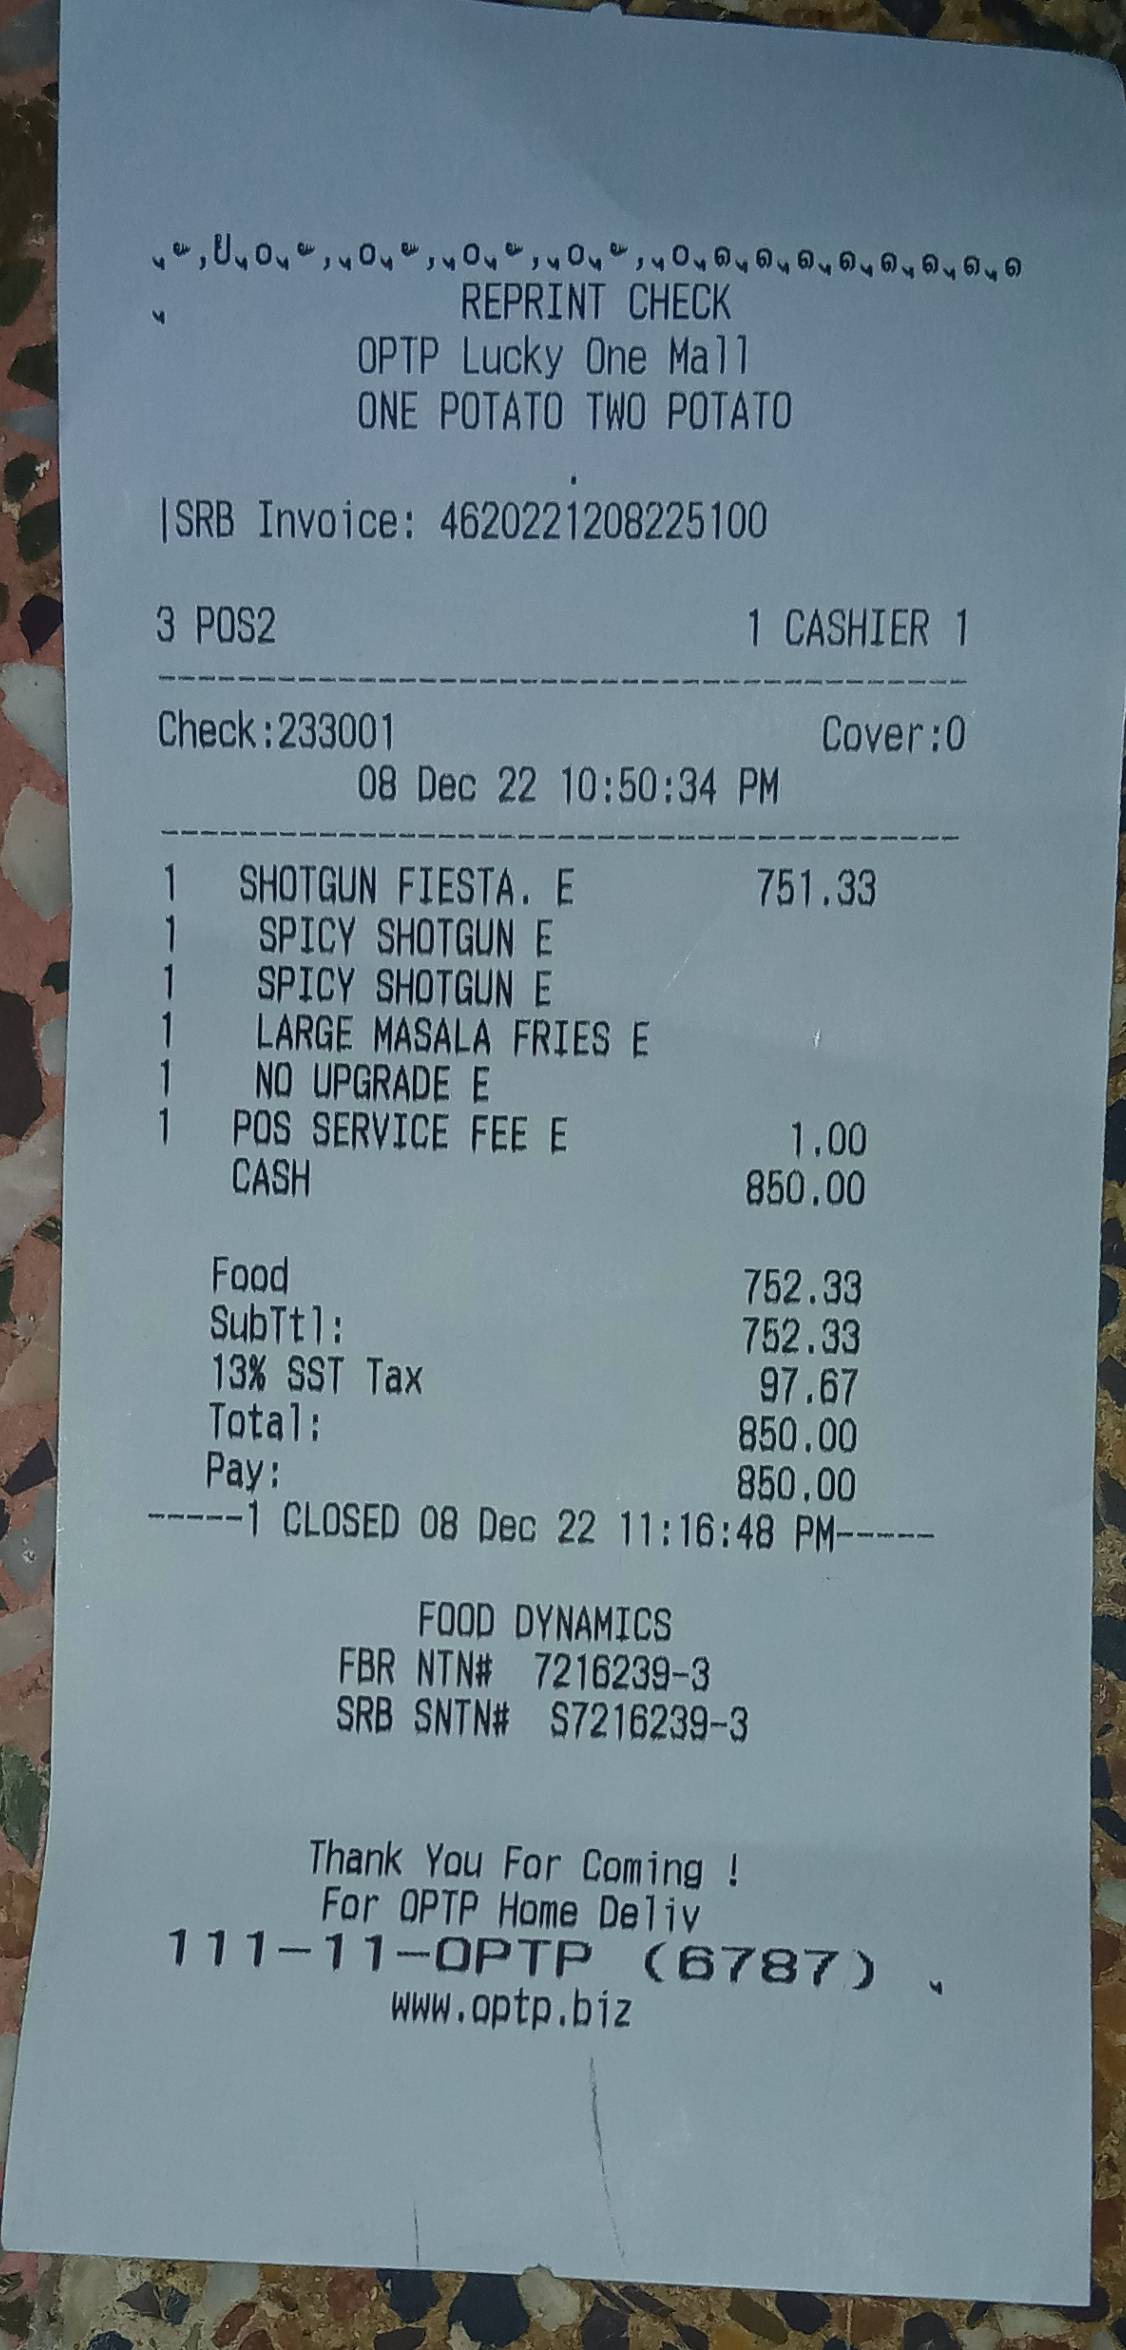 REPRINT CHECK
OPTP Lucky One Mall
ONE POTATO TWO POTATO
.
|SRB Invoice: 4620221208225100
3 POS2 1 CASHIER 1
----------------------------------------
Check:233001 Cover:0
08 Dec 22 10:50:34 PM
----------------------------------------
1 SHOTGUN FIESTA. E 751.33
1 SPICY SHOTGUN E
1 SPICY SHOTGUN E
1 LARGE MASALA FRIES E
1 NO UPGRADE E
1 POS SERVICE FEE E 1.00
CASH 850.00
Food 752.33
SubTtl: 752.33
13% SST Tax 97.67
Total: 850.00
Pay: 850.00
-----1 CLOSED 08 Dec 22 11:16:48 PM-----
FOOD DYNAMICS
FBR NTN# 7216239-3
SRB SNTN# S7216239-3
Thank You For Coming !
For OPTP Home Deliv
111-11-OPTP (6787)
www.optp.biz